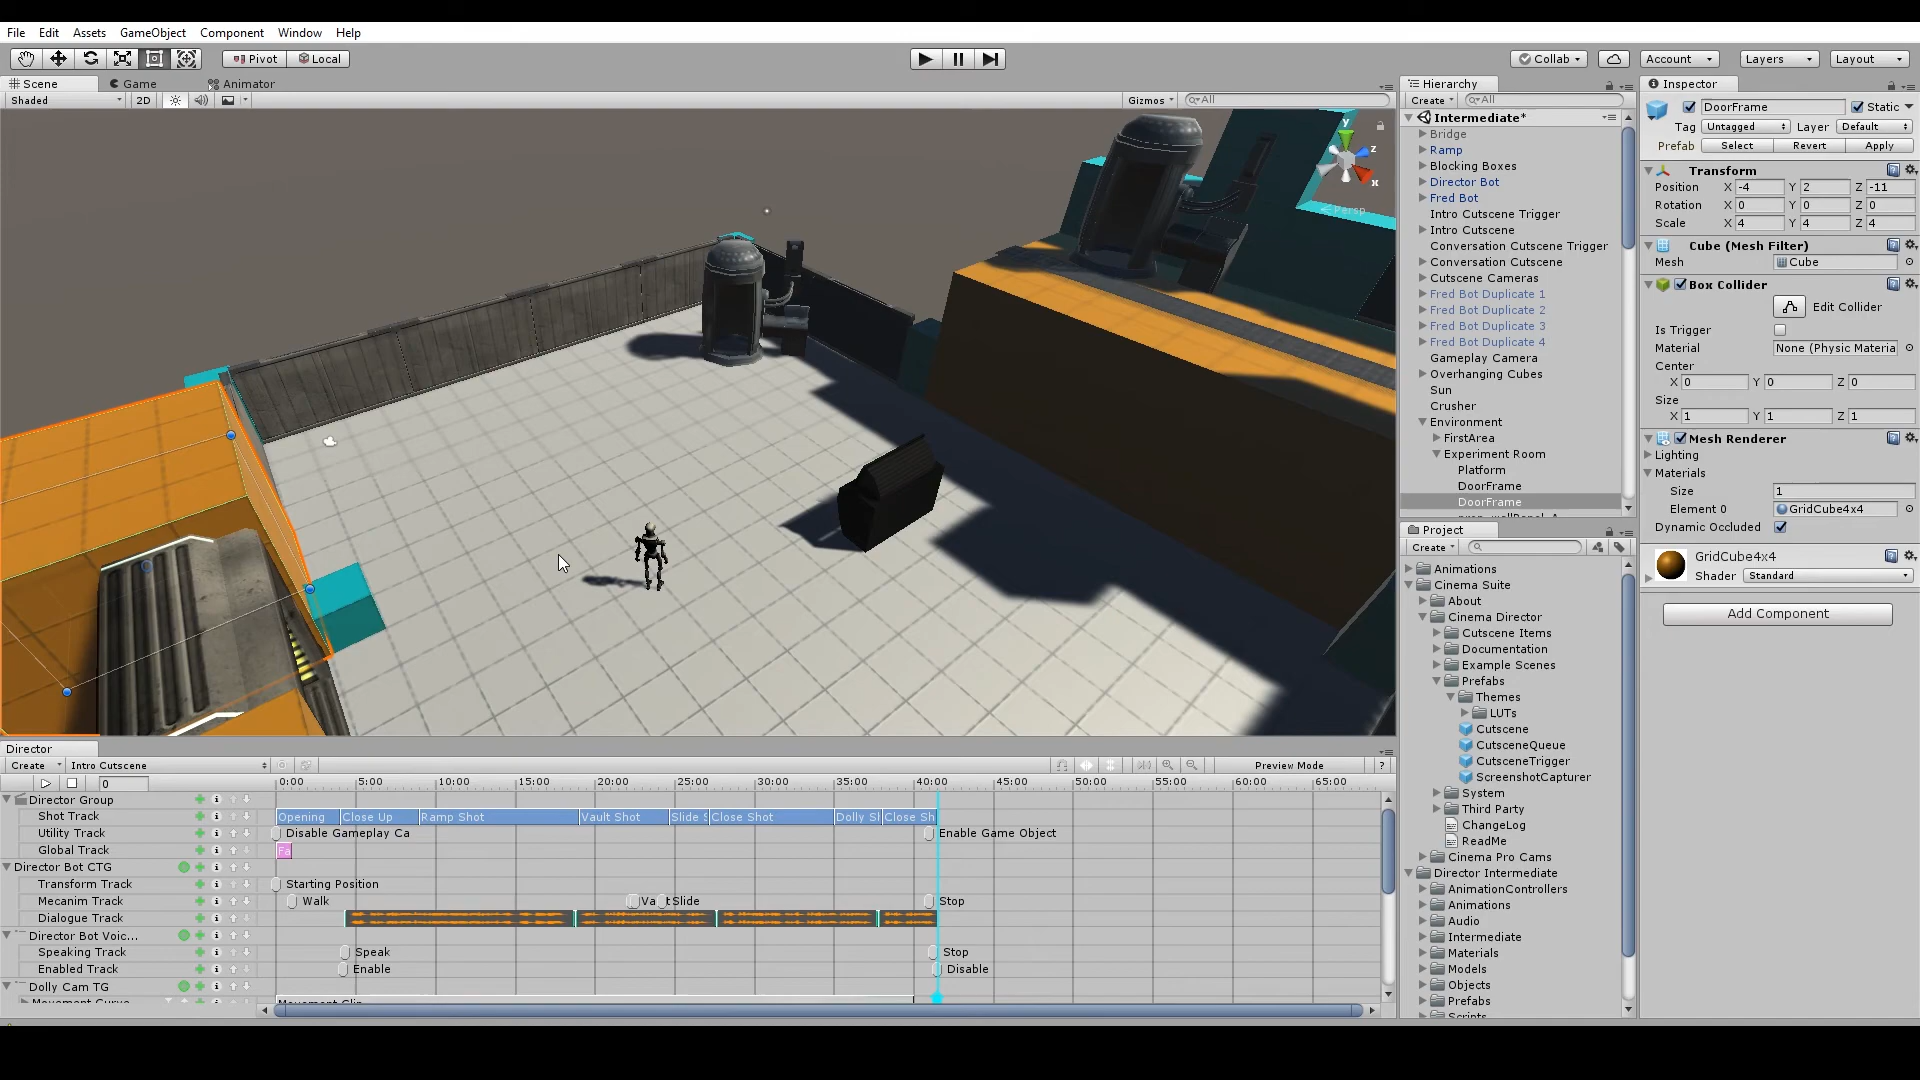 File Edit Assets GameObject Component Window Help
Pivot Local Collab Account Layers Layout
Scene Game Animator
Shaded 2D Gizmos All
y
z
x
Persp
Hierarchy
Create All
Intermediate*
Bridge
Ramp
Blocking Boxes
Director Bot
Fred Bot
Intro Cutscene Trigger
Intro Cutscene
Conversation Cutscene Trigger
Conversation Cutscene
Cutscene Cameras
Fred Bot Duplicate 1
Fred Bot Duplicate 2
Fred Bot Duplicate 3
Fred Bot Duplicate 4
Gameplay Camera
Overhanging Cubes
Sun
Crusher
Environment
FirstArea
Experiment Room
Platform
DoorFrame
DoorFrame
Project
Create
Animations
Cinema Suite
About
Cinema Director
Cutscene Items
Documentation
Example Scenes
Prefabs
Themes
LUTs
Cutscene
CutsceneQueue
CutsceneTrigger
ScreenshotCapturer
System
Third Party
ChangeLog
ReadMe
Cinema Pro Cams
Director Intermediate
AnimationControllers
Animations
Audio
Intermediate
Materials
Models
Objects
Prefabs
Scripts
Inspector
DoorFrame Static
Tag Untagged Layer Default
Prefab Select Revert Apply
Transform
Position X -4 Y 2 Z -11
Rotation X 0 Y 0 Z 0
Scale X 4 Y 4 Z 4
Cube (Mesh Filter)
Mesh Cube
Box Collider
Edit Collider
Is Trigger
Material None (Physic Materia
Center
X 0 Y 0 Z 0
Size
X 1 Y 1 Z 1
Mesh Renderer
Lighting
Materials
Size 1
Element 0 GridCube4x4
Dynamic Occluded
GridCube4x4
Shader Standard
Add Component
Director
Create Intro Cutscene Preview Mode ?
0 0:00 5:00 10:00 15:00 20:00 25:00 30:00 35:00 40:00 45:00 50:00 55:00 60:00 65:00
Director Group
Shot Track Opening Close Up Ramp Shot Vault Shot Slide S Close Shot Dolly Sh Close Sh
Utility Track Disable Gameplay Ca Enable Game Object
Global Track Fa
Director Bot CTG
Transform Track Starting Position
Mecanim Track Walk Slide Stop
Dialogue Track
Director Bot Voic...
Speaking Track Speak Stop
Enabled Track Enable Disable
Dolly Cam TG
Movement Curve Movement Clip